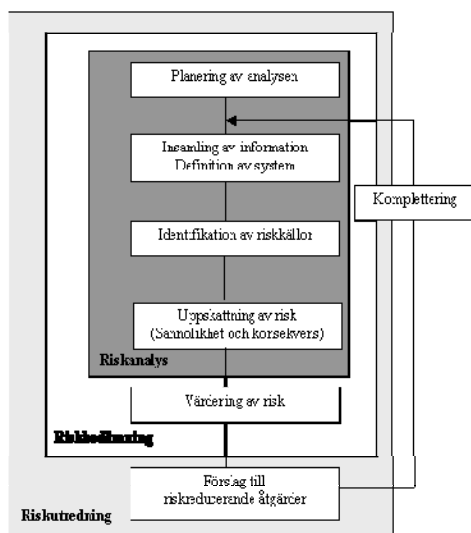 Planering av analysen
Insamling av information
Definition av system
Komplettering
Identifikation av riskkällor
Uppskattning av risk
(Sannolikhet och konsekvens)
Riskanalys
Värdering av risk
Riskbedömning
Förslag till
riskreducerande åtgärder
Riskutredning